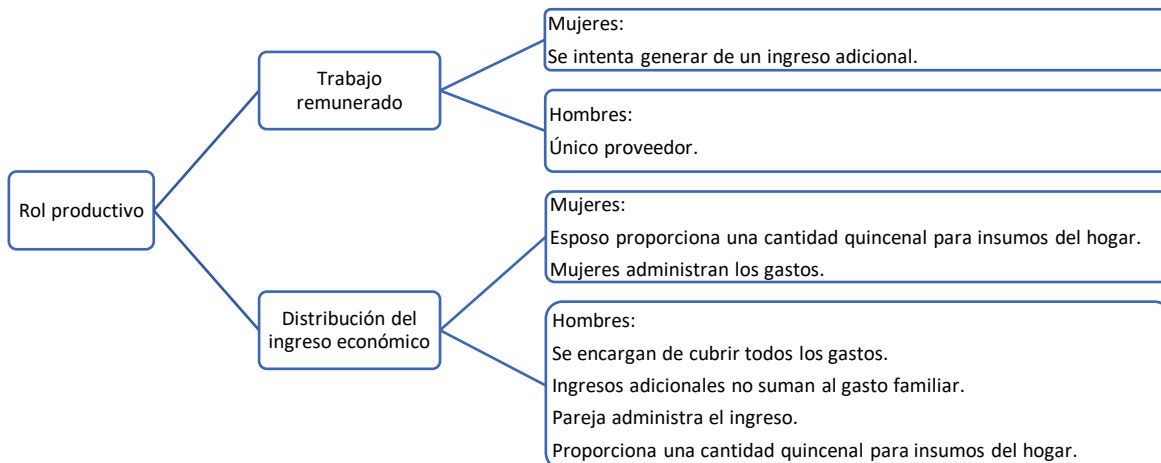 Rol productivo
Trabajo
remunerado
Mujeres:
Se intenta generar de un ingreso adicional.
Hombres:
Único proveedor.
Distribución del
ingreso económico
Mujeres:
Esposo proporciona una cantidad quincenal para insumos del hogar.
Mujeres administran los gastos.
Hombres:
Se encargan de cubrir todos los gastos.
Ingresos adicionales no suman al gasto familiar.
Pareja administra el ingreso.
Proporciona una cantidad quincenal para insumos del hogar.